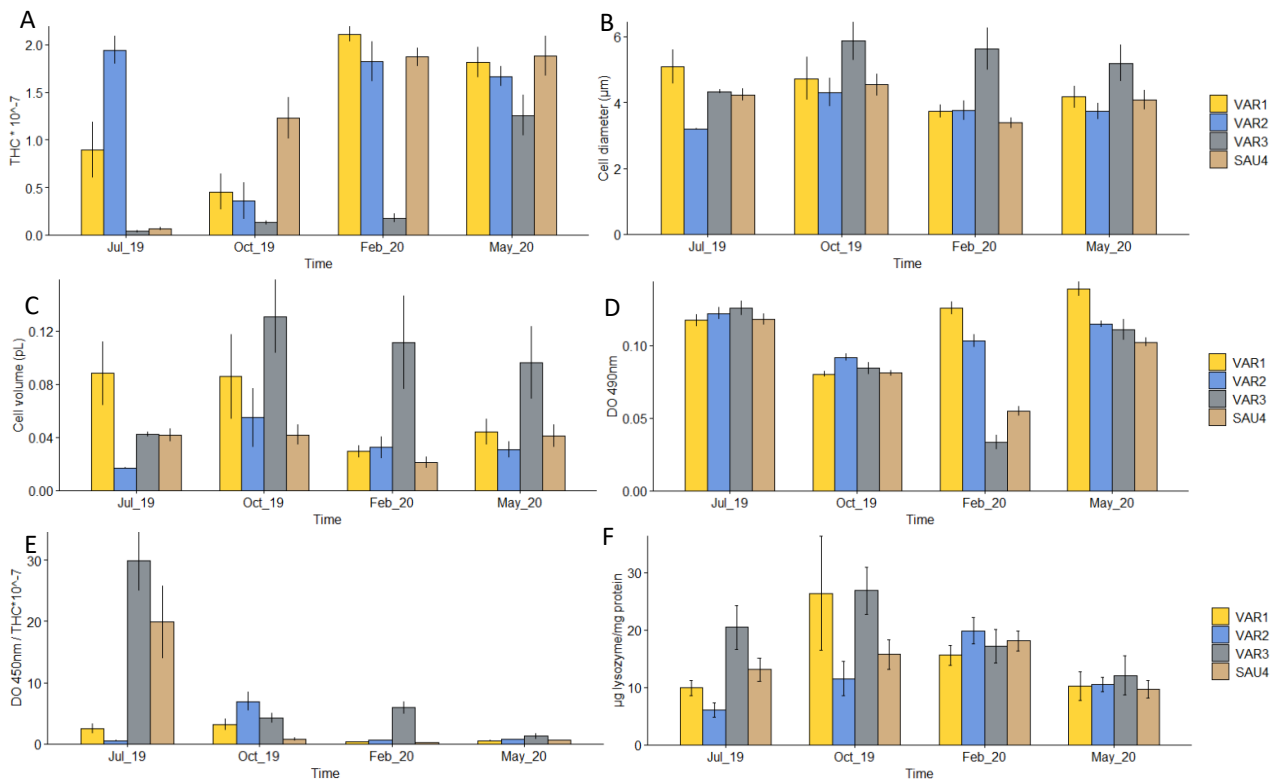 A
THC * 10^-7
2.0
1.5
1.0
0.5
0.0
Jul_19 Oct_19 Feb_20 May_20
Time
B
Cell diameter (µm)
6
4
2
0
Jul_19 Oct_19 Feb_20 May_20
Time
VAR1
VAR2
VAR3
SAU4
C
Cell volume (pL)
0.12
0.08
0.04
0.00
Jul_19 Oct_19 Feb_20 May_20
Time
D
DO 490nm
0.10
0.05
0.00
Jul_19 Oct_19 Feb_20 May_20
Time
VAR1
VAR2
VAR3
SAU4
E
DO 450nm / THC*10^-7
30
20
10
0
Jul_19 Oct_19 Feb_20 May_20
Time
F
µg lysozyme/mg protein
30
20
10
0
Jul_19 Oct_19 Feb_20 May_20
Time
VAR1
VAR2
VAR3
SAU4